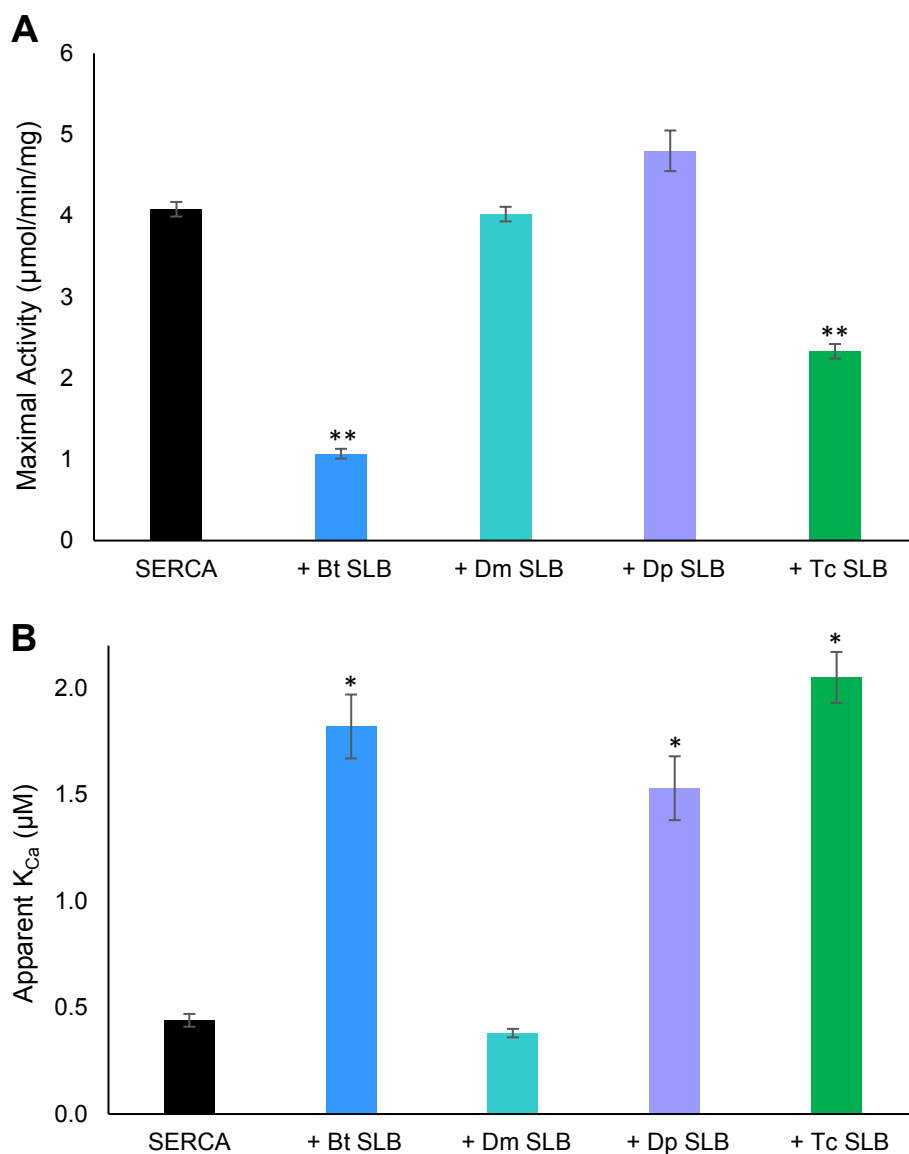 A
Maximal Activity (µmol/min/mg)
6
5
4
3
2
1
0
**
**
SERCA + Bt SLB + Dm SLB + Dp SLB + Tc SLB
B
Apparent KCa (µM)
2.0
1.5
1.0
0.5
0.0
*
*
*
SERCA + Bt SLB + Dm SLB + Dp SLB + Tc SLB